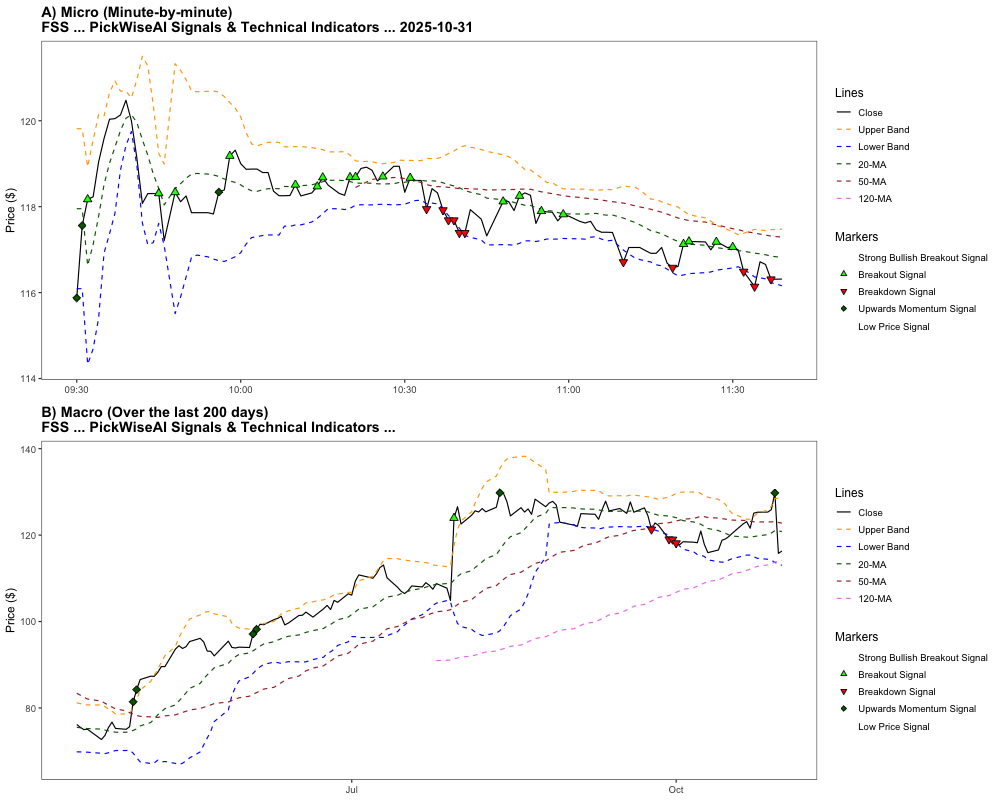 A) Micro (Minute-by-minute)
FSS ... PickWiseAI Signals & Technical Indicators ... 2025-10-31
Price ($)
120
118
116
114
09:30
10:00
10:30
11:00
11:30
Lines
Close
Upper Band
Lower Band
20-MA
50-MA
120-MA
Markers
Strong Bullish Breakout Signal
Breakout Signal
Breakdown Signal
Upwards Momentum Signal
Low Price Signal
B) Macro (Over the last 200 days)
FSS ... PickWiseAI Signals & Technical Indicators ...
Price ($)
140
120
100
80
Jul
Oct
Lines
Close
Upper Band
Lower Band
20-MA
50-MA
120-MA
Markers
Strong Bullish Breakout Signal
Breakout Signal
Breakdown Signal
Upwards Momentum Signal
Low Price Signal